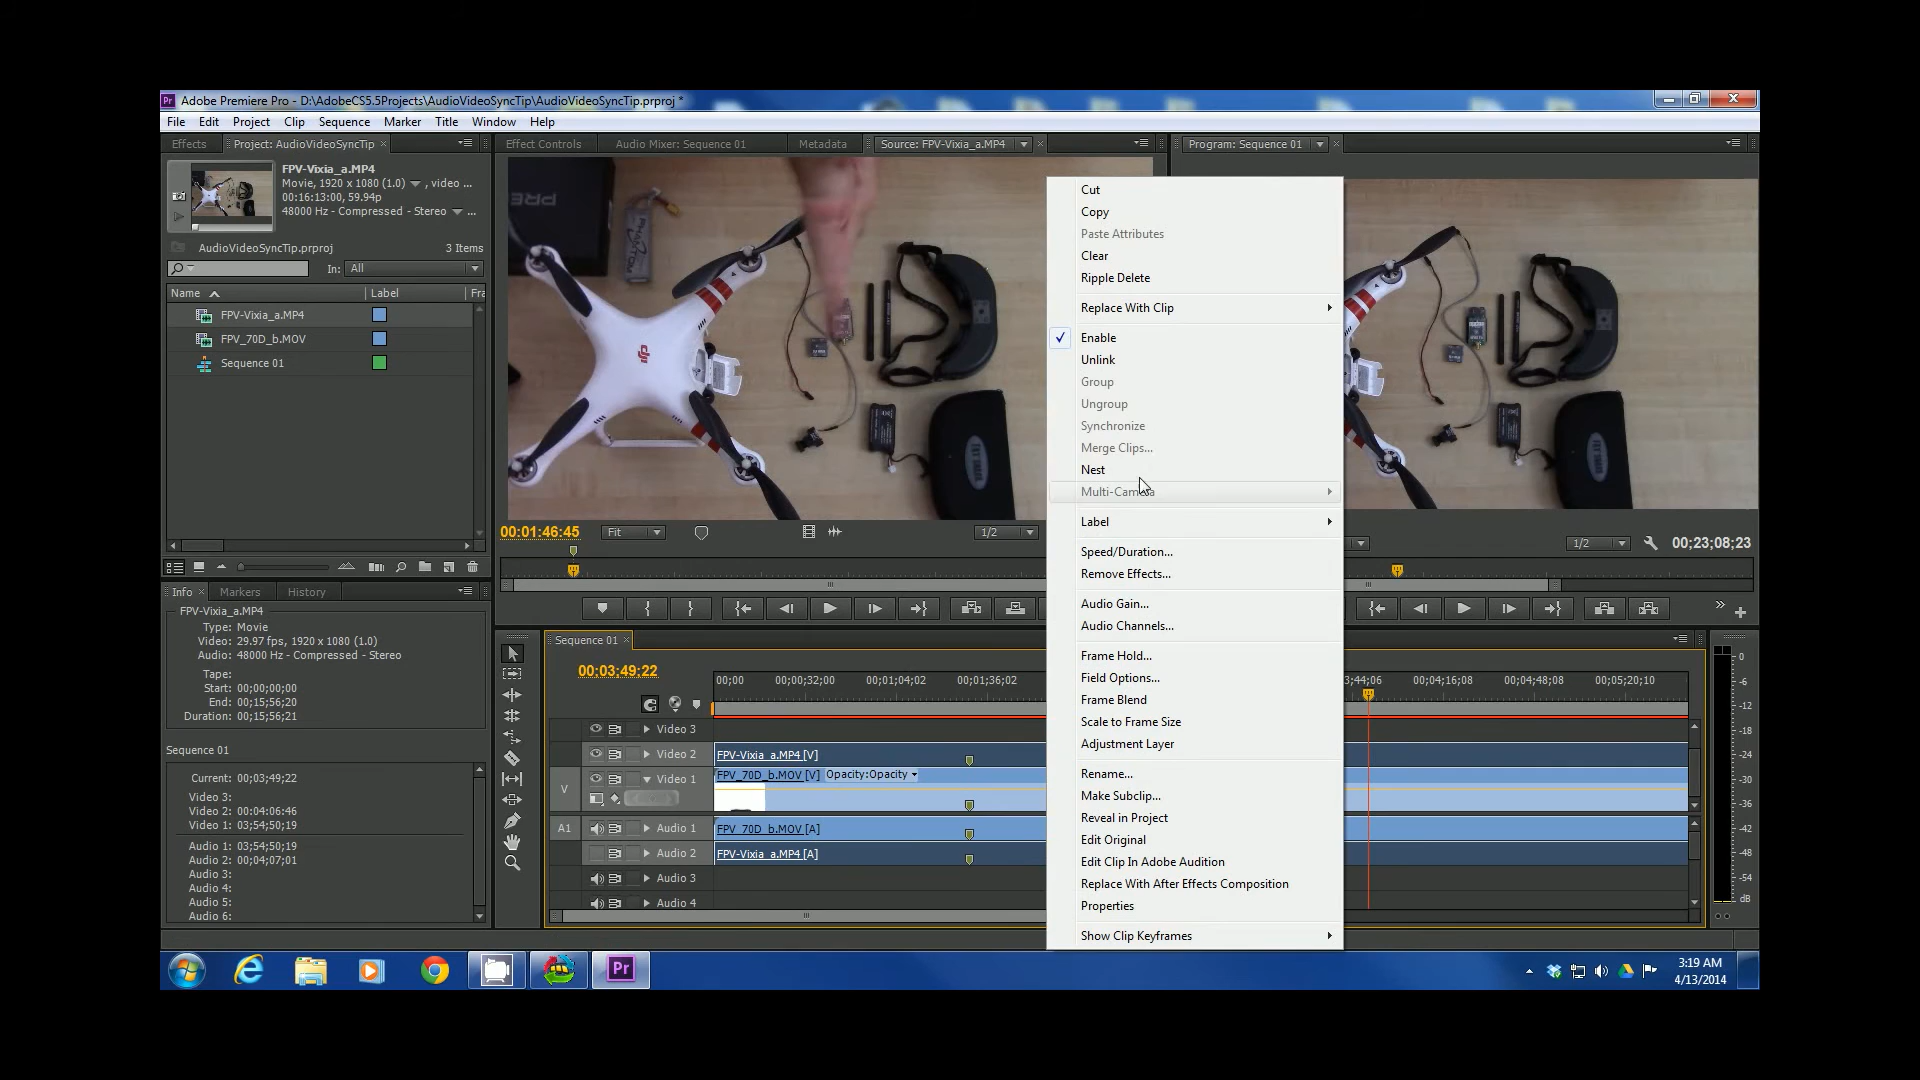 Adobe Premiere Pro - D:\AdobeCS5.5Projects\AudioVideoSyncTip\AudioVideoSyncTip.prproj *
File Edit Project Clip Sequence Marker Title Window Help
Effects Project: AudioVideoSyncTip
Effect Controls Audio Mixer: Sequence 01 Metadata Source: FPV-Vixia_a.MP4
Program: Sequence 01
FPV-Vixia_a.MP4
Movie, 1920 x 1080 (1.0) , video ...
00:16:13:00, 59.94p
48000 Hz - Compressed - Stereo ...
AudioVideoSyncTip.prproj 3 Items
In: All
Name Label Fra
FPV-Vixia_a.MP4
FPV_70D_b.MOV
Sequence 01
PHANTOM
00:01:46:45 Fit 1/2
1/2 00;23;08;23
Cut
Copy
Paste Attributes
Clear
Ripple Delete
Replace With Clip
Enable
Unlink
Group
Ungroup
Synchronize
Merge Clips...
Nest
Multi-Camera
Label
Speed/Duration...
Remove Effects...
Audio Gain...
Audio Channels...
Frame Hold...
Field Options...
Frame Blend
Scale to Frame Size
Adjustment Layer
Rename...
Make Subclip...
Reveal in Project
Edit Original
Edit Clip In Adobe Audition
Replace With After Effects Composition
Properties
Show Clip Keyframes
Info Markers History
FPV-Vixia_a.MP4
Type: Movie
Video: 29.97 fps, 1920 x 1080 (1.0)
Audio: 48000 Hz - Compressed - Stereo
Tape:
Start: 00;00;00;00
End: 00;15;56;20
Duration: 00;15;56;21
Sequence 01
Current: 00;03;49;22
Video 3:
Video 2: 00:04:06:46
Video 1: 03;54;50;19
Audio 1: 03;54;50;19
Audio 2: 00;04;07;01
Audio 3:
Audio 4:
Audio 5:
Audio 6:
Sequence 01
00;03;49;22
00;00 00;00;32;00 00;01;04;02 00;01;36;02
3;44;06 00;04;16;08 00;04;48;08 00;05;20;10
Video 3
Video 2 FPV-Vixia_a.MP4 [V]
V Video 1 FPV_70D_b.MOV [V] Opacity:Opacity
A1 Audio 1 FPV_70D_b.MOV [A]
Audio 2 FPV-Vixia_a.MP4 [A]
Audio 3
Audio 4
0
-6
-12
-18
-24
-30
-36
-42
-48
-54
dB
Pr
3:19 AM
4/13/2014